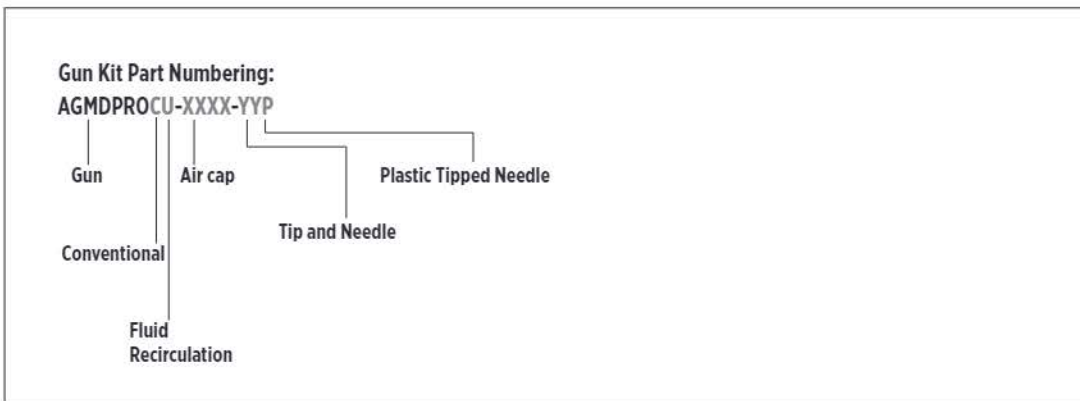 Gun Kit Part Numbering:
AGMDPROCU-XXXX-YYP
Gun
Air cap
Plastic Tipped Needle
Tip and Needle
Conventional
Fluid
Recirculation